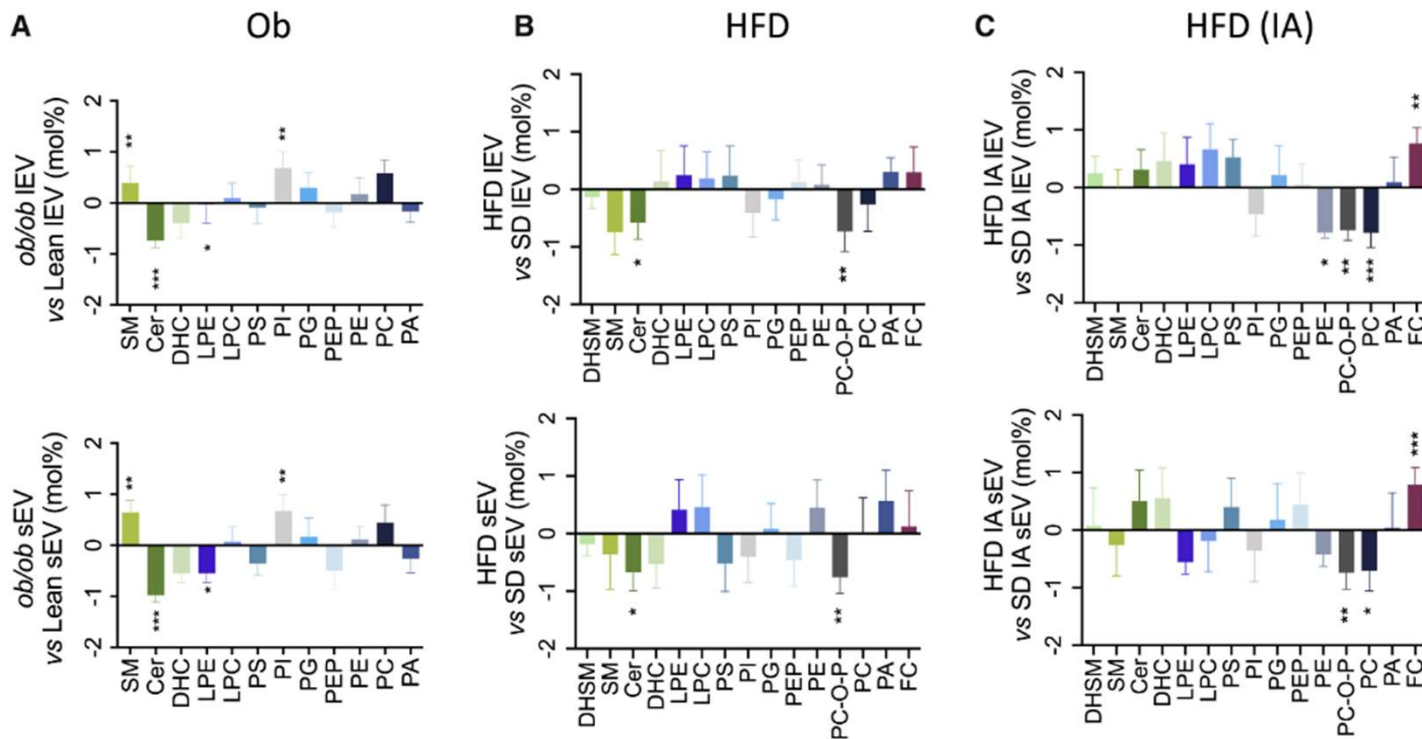 A Ob
ob/ob lEV
vs Lean lEV (mol%)
2
1
0
-1
-2
**
***
*
**
SM Cer DHC LPE LPC PS PI PG PEP PE PC PA
B HFD
HFD lEV
vs SD lEV (mol%)
2
1
0
-1
-2
*
**
DHSM SM Cer DHC LPE LPC PS PI PG PEP PE PC-O-P PC PA FC
C HFD (IA)
HFD IA lEV
vs SD IA lEV (mol%)
2
1
0
-1
-2
*
**
***
**
DHSM SM Cer DHC LPE LPC PS PI PG PEP PE PC-O-P PC PA FC
ob/ob sEV
vs Lean sEV (mol%)
2
1
0
-1
-2
**
***
*
**
SM Cer DHC LPE LPC PS PI PG PEP PE PC PA
HFD sEV
vs SD sEV (mol%)
2
1
0
-1
-2
*
**
DHSM SM Cer DHC LPE LPC PS PI PG PEP PE PC-O-P PC PA FC
HFD IA sEV
vs SD IA sEV (mol%)
2
1
0
-1
-2
**
*
***
DHSM SM Cer DHC LPE LPC PS PI PG PEP PE PC-O-P PC PA FC